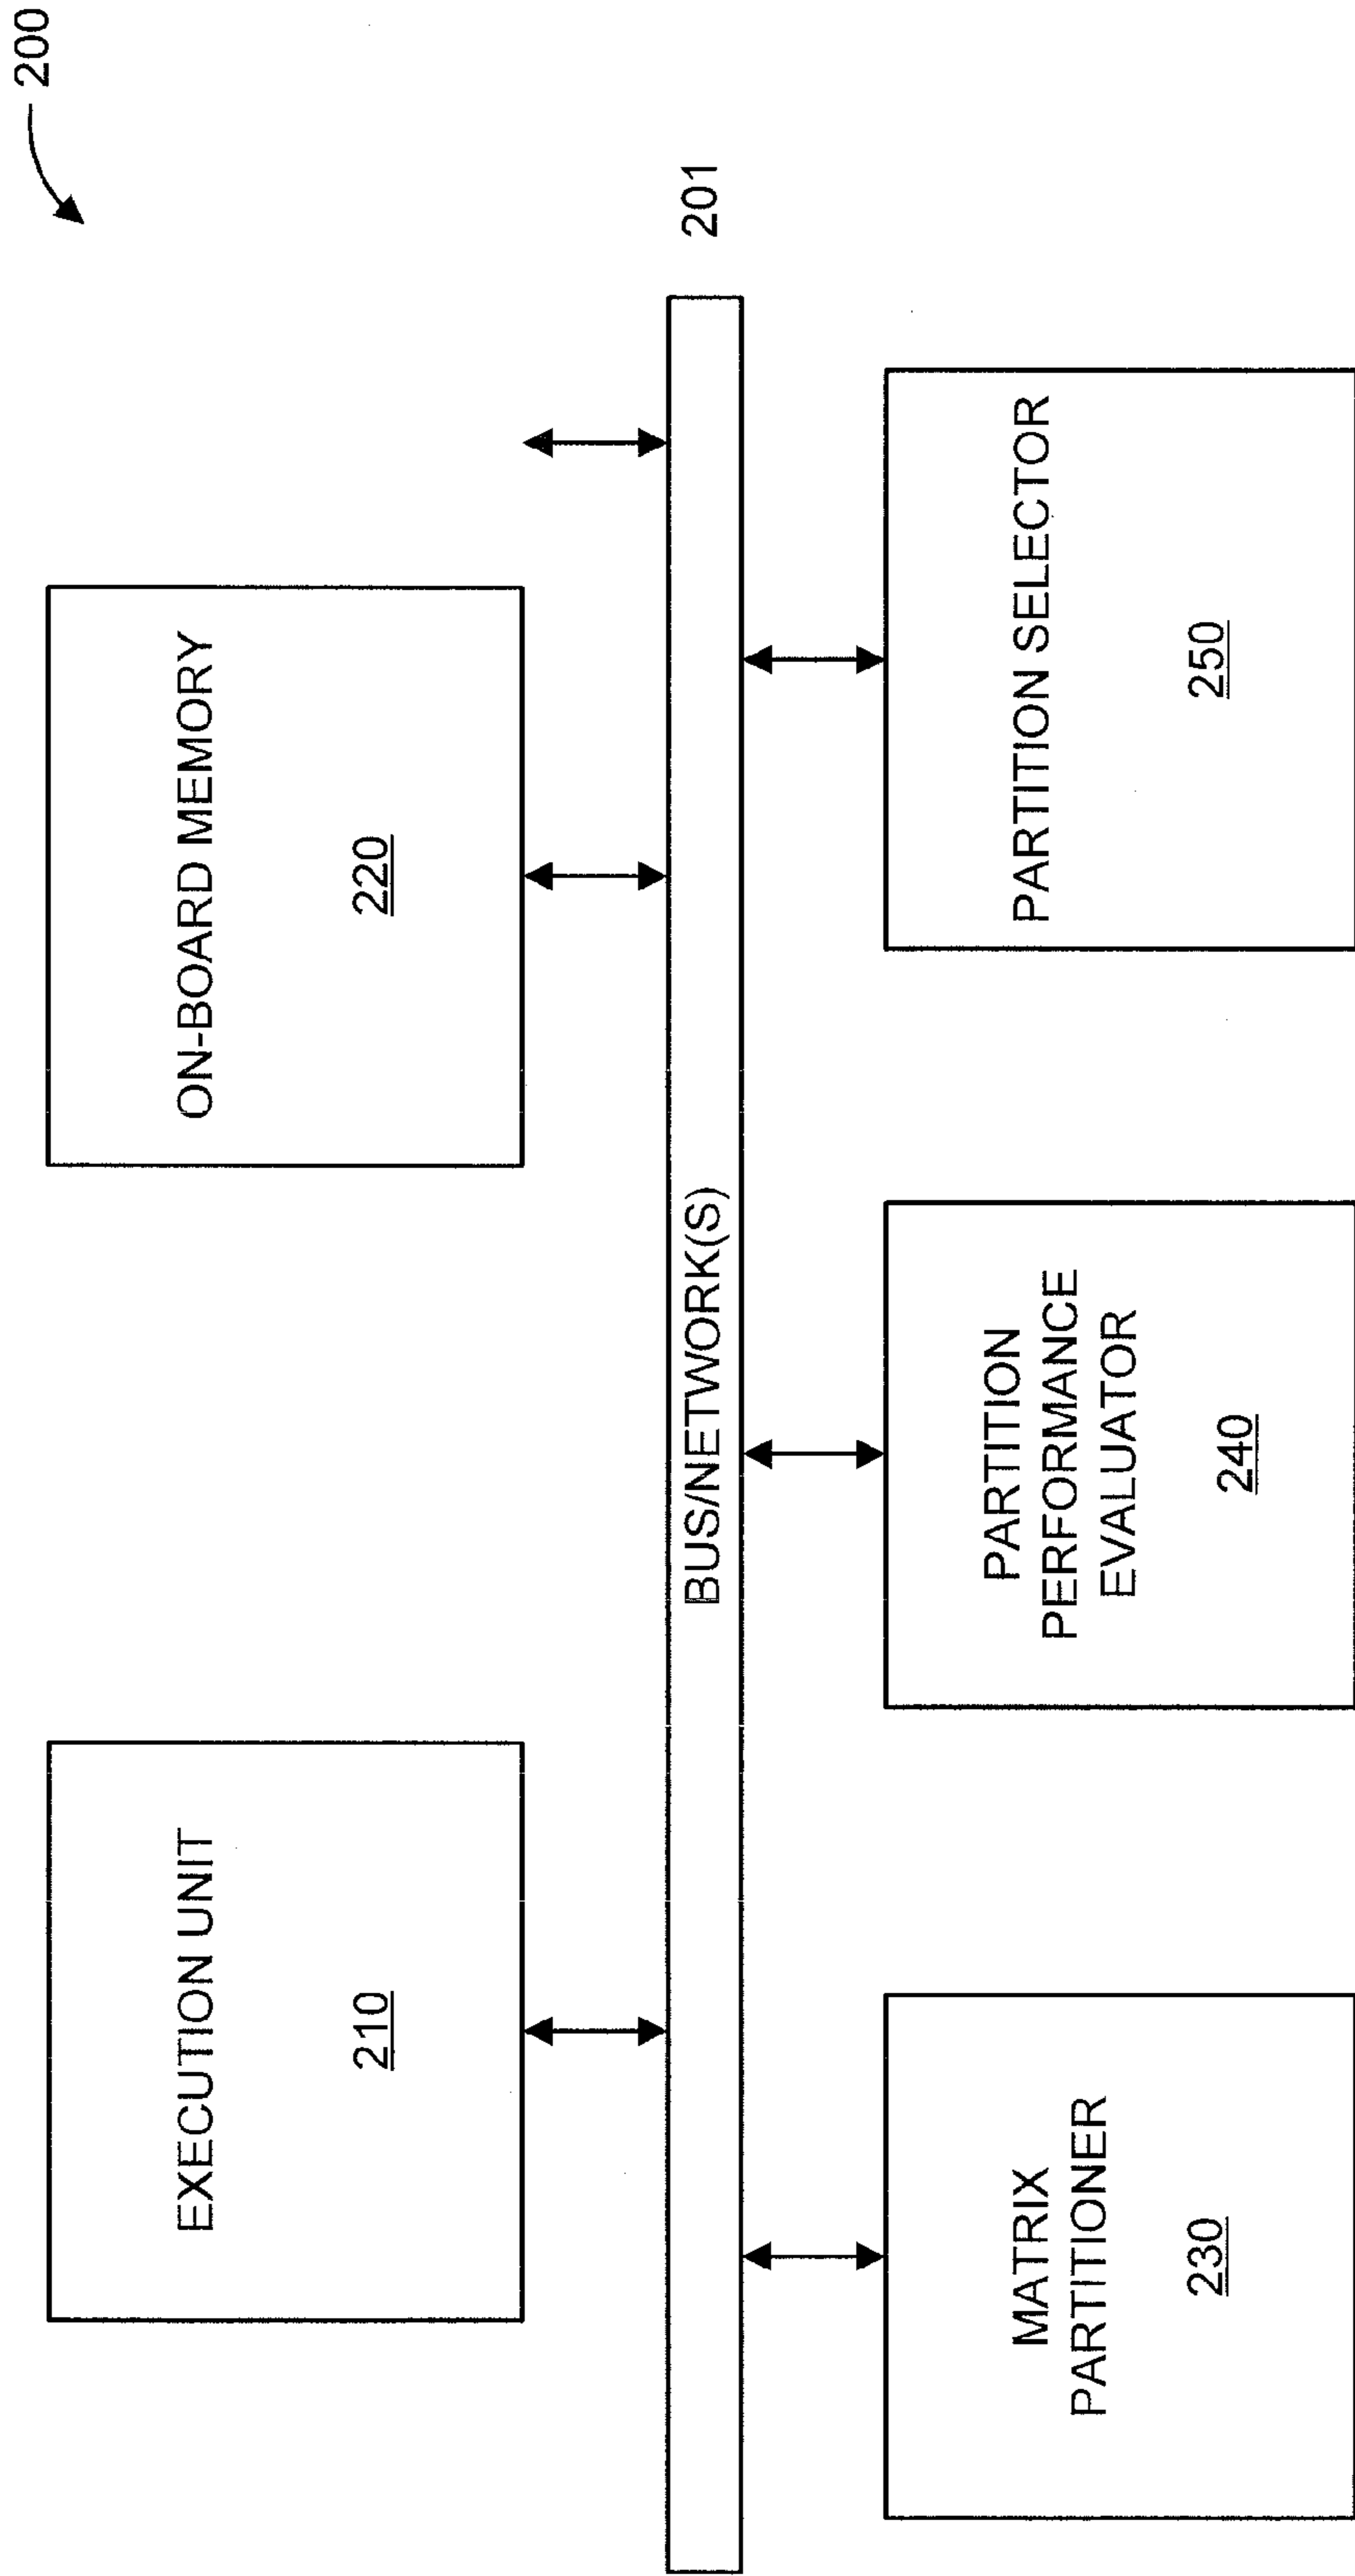 200
EXECUTION UNIT
210
ON-BOARD MEMORY
220
BUS/NETWORK(S)
201
MATRIX
PARTITIONER
230
PARTITION
PERFORMANCE
EVALUATOR
240
PARTITION SELECTOR
250